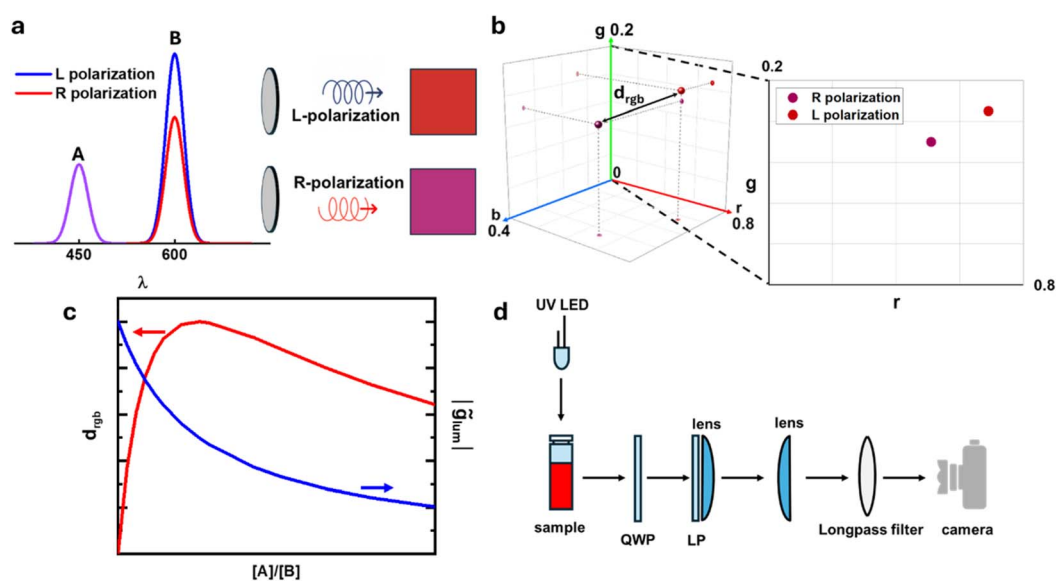 a
L polarization
R polarization
A
B
450
600
λ
L-polarization
R-polarization
b
g 0.2
d_rgb
0
b
0.4
r
0.8
0.2
R polarization
L polarization
g
0.8
r
c
d_rgb
|g̃_lum|
[A]/[B]
d
UV LED
sample
QWP
LP
lens
lens
Longpass filter
camera